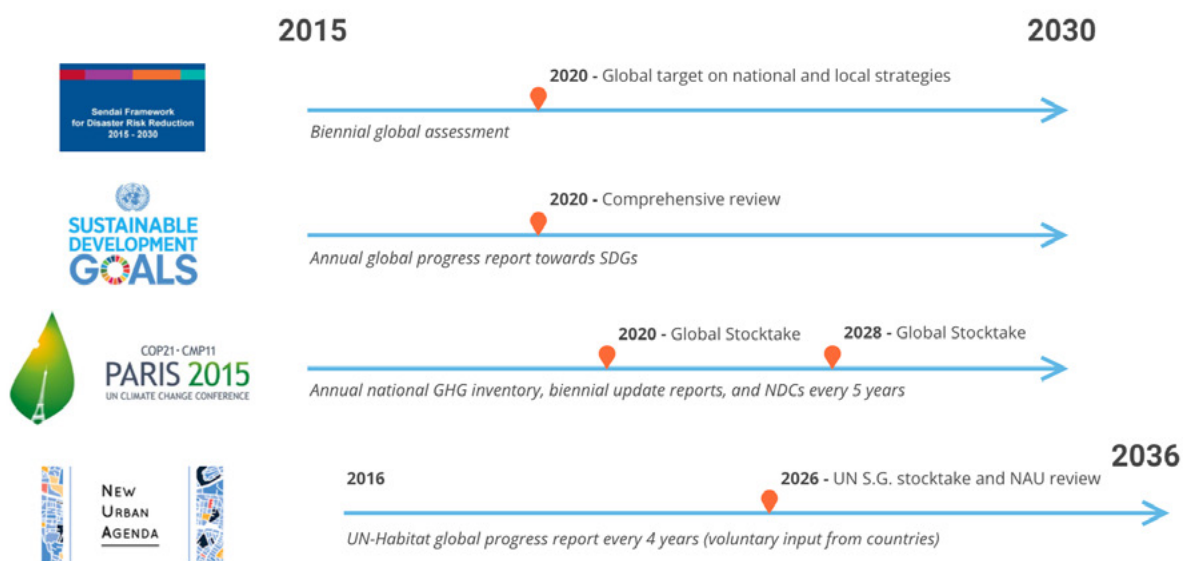 2015
2030
Sendai Framework
for Disaster Risk Reduction
2015 - 2030
2020 - Global target on national and local strategies
Biennial global assessment
SUSTAINABLE
DEVELOPMENT
GOALS
2020 - Comprehensive review
Annual global progress report towards SDGs
COP21·CMP11
PARIS 2015
UN CLIMATE CHANGE CONFERENCE
2020 - Global Stocktake
2028 - Global Stocktake
Annual national GHG inventory, biennial update reports, and NDCs every 5 years
2036
NEW
URBAN
AGENDA
2016
2026 - UN S.G. stocktake and NAU review
UN-Habitat global progress report every 4 years (voluntary input from countries)